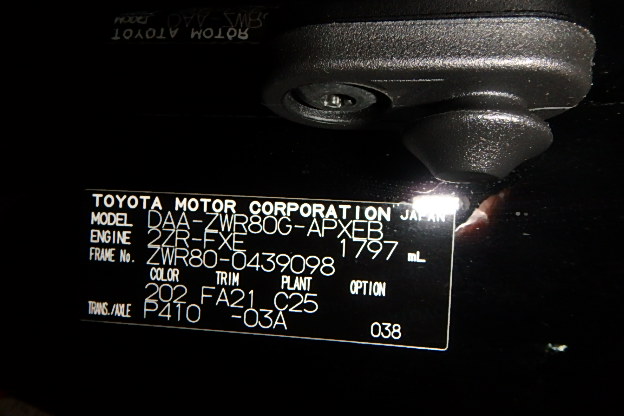 TOYOTA MOTOR CORPORATION JAPAN
MODEL DAA-ZWR80G-APXEB
ENGINE 2ZR-FXE 1797 mL
FRAME No. ZWR80-0439098
COLOR TRIM PLANT OPTION
202 FA21 C25
TRANS./AXLE P410 -03A 038